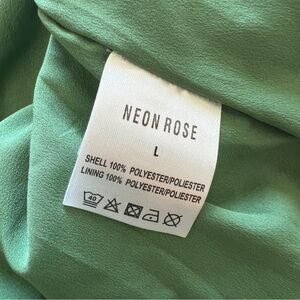 NEON ROSE
L
SHELL 100% POLYESTER/POLIESTER
LINING 100% POLYESTER/POLIESTER
40